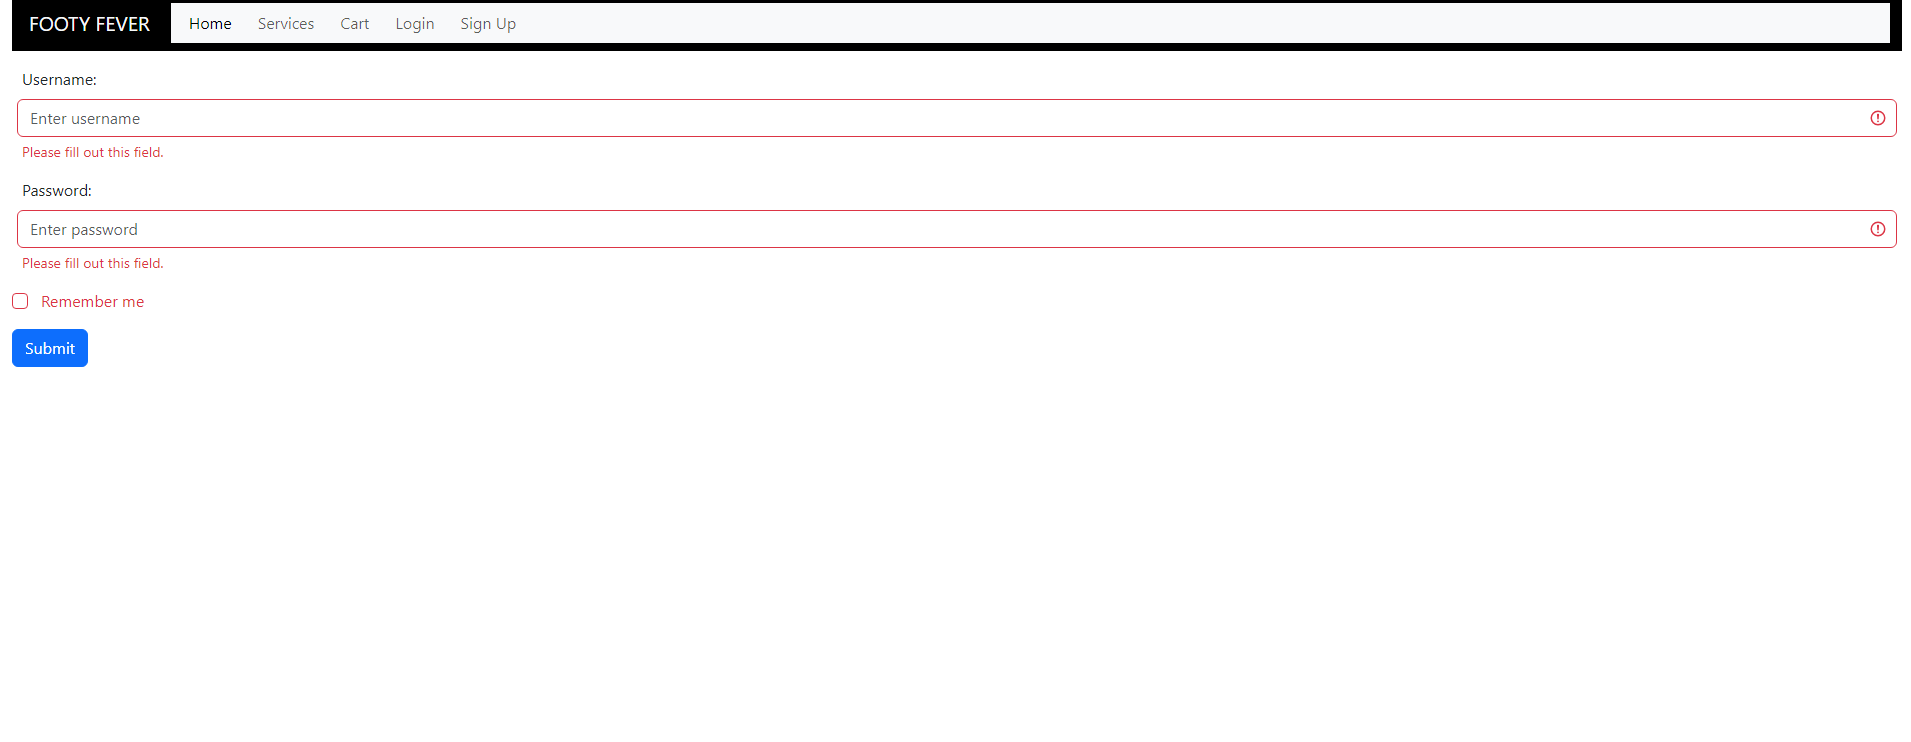 FOOTY FEVER Home Services Cart Login Sign Up
Username:
Enter username
Please fill out this field.
Password:
Enter password
Please fill out this field.
Remember me
Submit